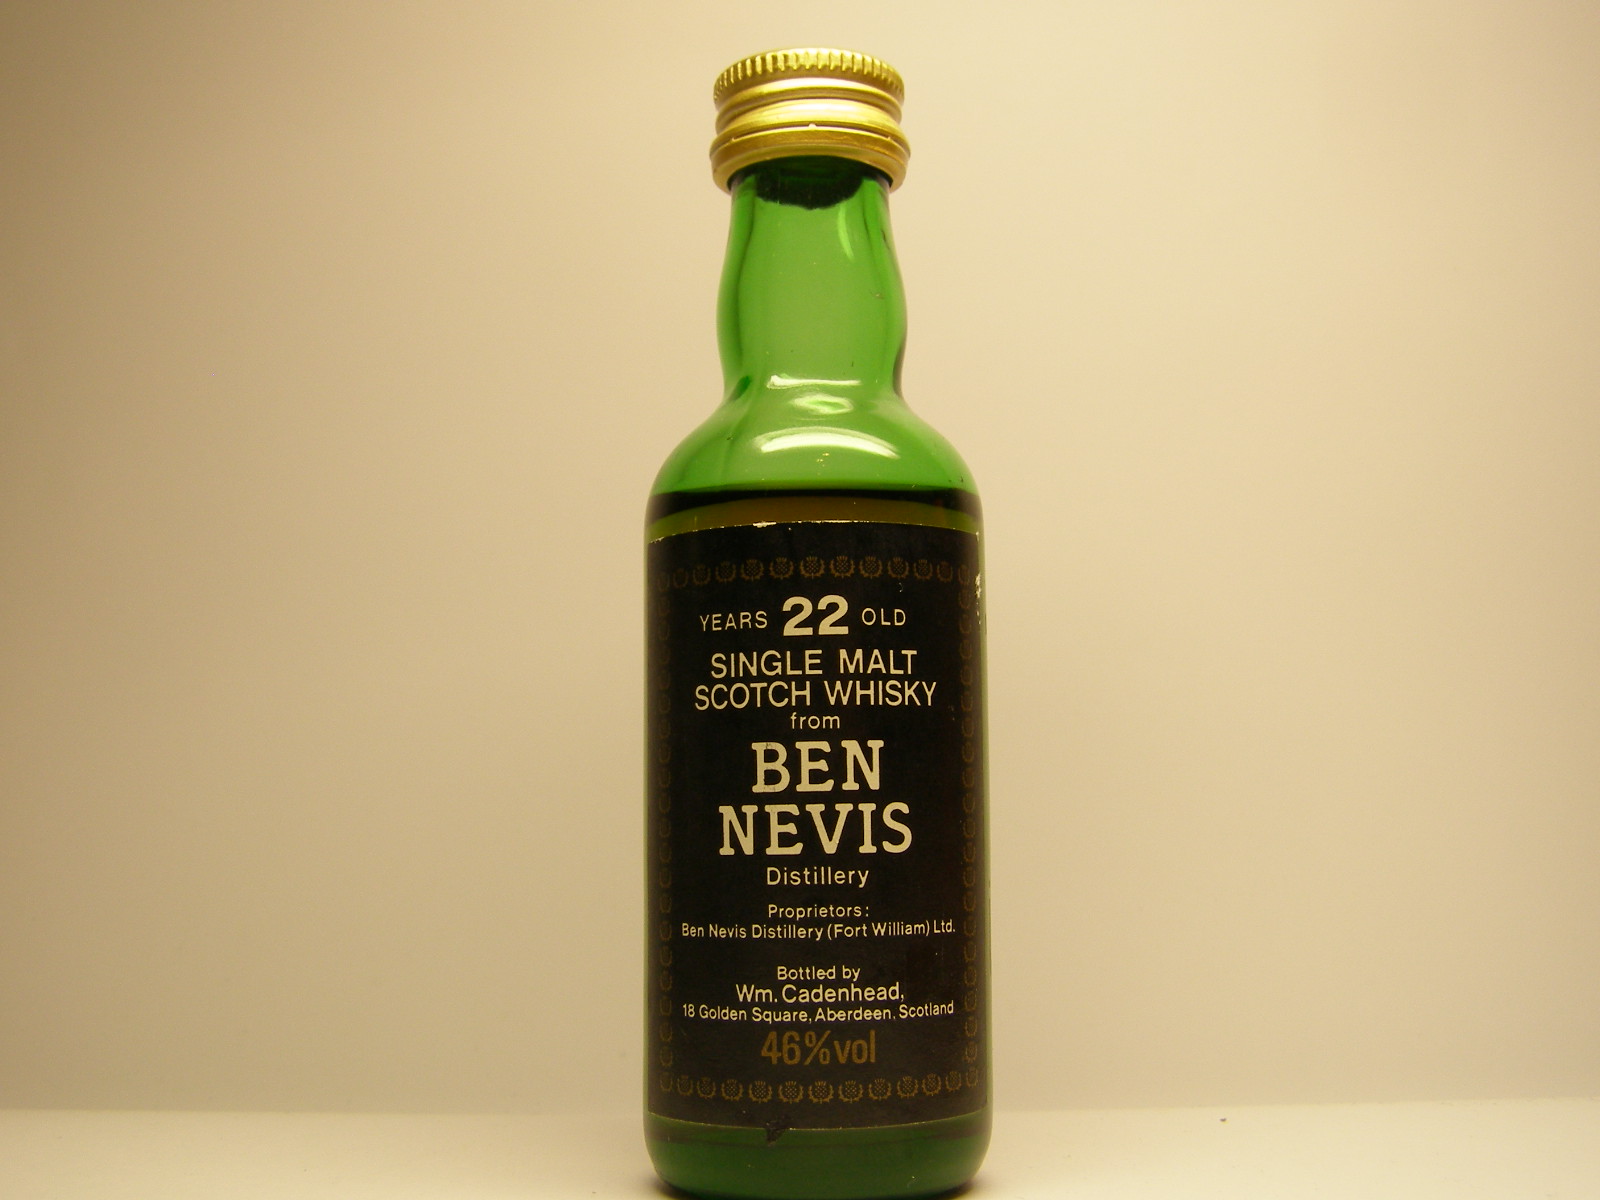 YEARS 22 OLD
SINGLE MALT
SCOTCH WHISKY
from
BEN
NEVIS
Distillery
Proprietors:
Ben Nevis Distillery (Fort William) Ltd.
Bottled by
Wm. Cadenhead,
18 Golden Square, Aberdeen. Scotland
46%vol